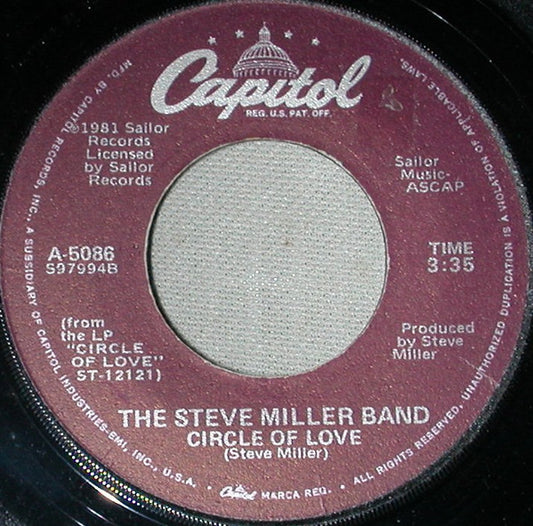 Capitol
REG. U.S. PAT. OFF.
℗1981 Sailor
Records
Licensed
by Sailor
Records
Sailor
Music-
ASCAP
A-5086
S97994B
TIME
3:35
(from
the LP
"CIRCLE
OF LOVE"
ST-12121)
Produced
by Steve
Miller
THE STEVE MILLER BAND
CIRCLE OF LOVE
(Steve Miller)
MFD. BY CAPITOL RECORDS, INC., A SUBSIDIARY OF CAPITOL INDUSTRIES-EMI, INC., U.S.A. • Capitol MARCA REG. • ALL RIGHTS RESERVED. UNAUTHORIZED DUPLICATION IS A VIOLATION OF APPLICABLE LAWS.